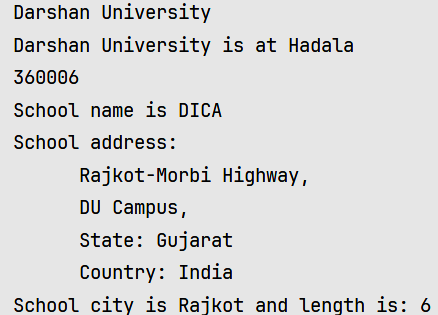 Darshan University
Darshan University is at Hadala
360006
School name is DICA
School address:
Rajkot-Morbi Highway,
DU Campus,
State: Gujarat
Country: India
School city is Rajkot and length is: 6